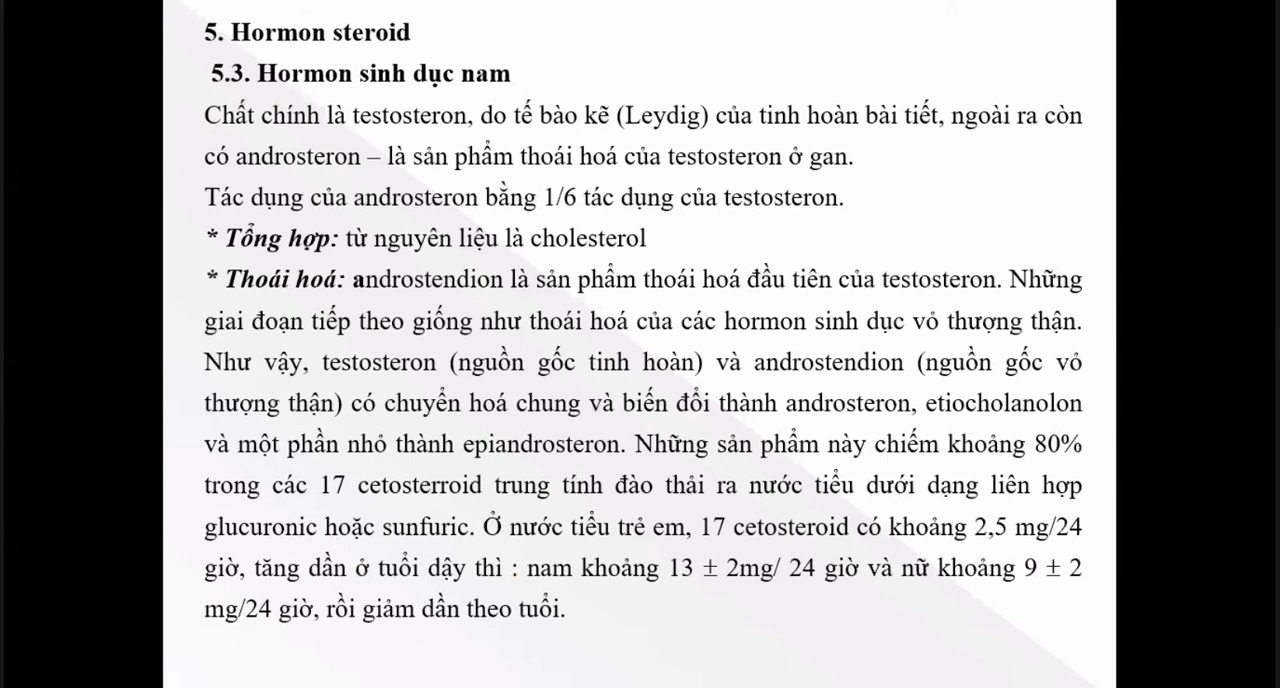 5. Hormon steroid
5.3. Hormon sinh dục nam
Chất chính là testosteron, do tế bào kẽ (Leydig) của tinh hoàn bài tiết, ngoài ra còn
có androsteron – là sản phẩm thoái hoá của testosteron ở gan.
Tác dụng của androsteron bằng 1/6 tác dụng của testosteron.
* Tổng hợp: từ nguyên liệu là cholesterol
* Thoái hoá: androstendion là sản phẩm thoái hoá đầu tiên của testosteron. Những
giai đoạn tiếp theo giống như thoái hoá của các hormon sinh dục vỏ thượng thận.
Như vậy, testosteron (nguồn gốc tinh hoàn) và androstendion (nguồn gốc vỏ
thượng thận) có chuyển hoá chung và biến đổi thành androsteron, etiocholanolon
và một phần nhỏ thành epiandrosteron. Những sản phẩm này chiếm khoảng 80%
trong các 17 cetosterroid trung tính đào thải ra nước tiểu dưới dạng liên hợp
glucuronic hoặc sunfuric. Ở nước tiểu trẻ em, 17 cetosteroid có khoảng 2,5 mg/24
giờ, tăng dần ở tuổi dậy thì : nam khoảng 13 ± 2mg/ 24 giờ và nữ khoảng 9 ± 2
mg/24 giờ, rồi giảm dần theo tuổi.